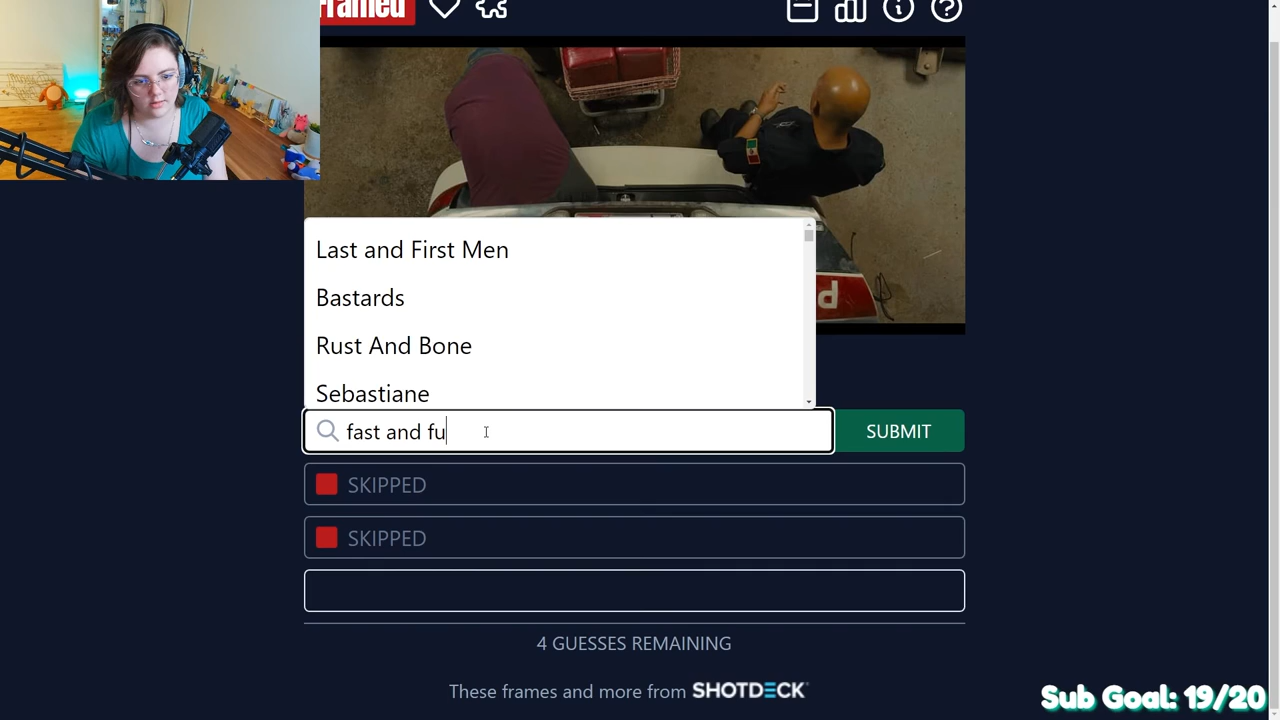 Framed
Last and First Men
Bastards
Rust And Bone
Sebastiane
fast and fu
SUBMIT
SKIPPED
SKIPPED
4 GUESSES REMAINING
These frames and more from SHOTDECK
Sub Goal: 19/20